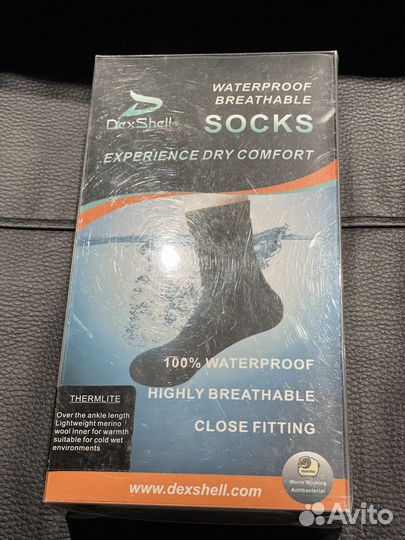 WATERPROOF
BREATHABLE
DexShell®
SOCKS
EXPERIENCE DRY COMFORT
100% WATERPROOF
HIGHLY BREATHABLE
CLOSE FITTING
THERMLITE
Over the ankle length
Lightweight merino
wool inner for warmth
suitable for cold wet
environments
merino
Warm Wicking
Antibacterial
www.dexshell.com
Avito